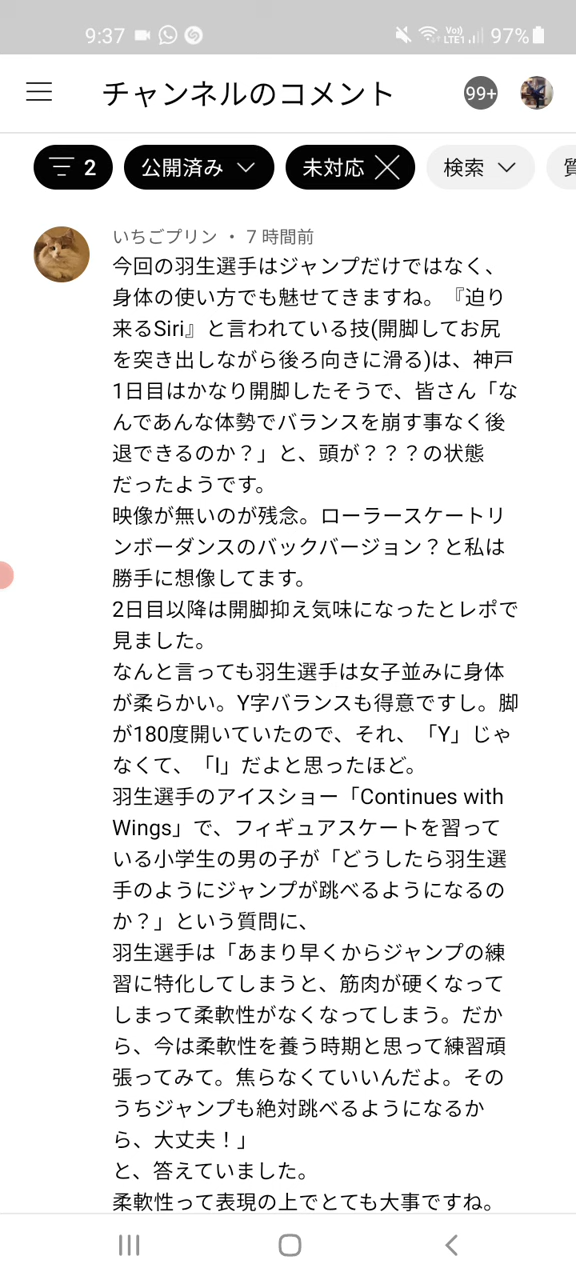 9:37
Vo)
LTE1
97%
チャンネルのコメント
99+
2
公開済み
未対応
検索
質
いちごプリン ・ 7 時間前
今回の羽生選手はジャンプだけではなく、
身体の使い方でも魅せてきますね。『迫り
来るSiri』と言われている技(開脚してお尻
を突き出しながら後ろ向きに滑る)は、神戸
1日目はかなり開脚したそうで、皆さん「な
んであんな体勢でバランスを崩す事なく後
退できるのか？」と、頭が？？？の状態
だったようです。
映像が無いのが残念。ローラースケートリ
ンボーダンスのバックバージョン？と私は
勝手に想像してます。
2日目以降は開脚抑え気味になったとレポで
見ました。
なんと言っても羽生選手は女子並みに身体
が柔らかい。Y字バランスも得意ですし。脚
が180度開いていたので、それ、「Y」じゃ
なくて、「I」だよと思ったほど。
羽生選手のアイスショー「Continues with
Wings」で、フィギュアスケートを習って
いる小学生の男の子が「どうしたら羽生選
手のようにジャンプが跳べるようになるの
か？」という質問に、
羽生選手は「あまり早くからジャンプの練
習に特化してしまうと、筋肉が硬くなって
しまって柔軟性がなくなってしまう。だか
ら、今は柔軟性を養う時期と思って練習頑
張ってみて。焦らなくていいんだよ。その
うちジャンプも絶対跳べるようになるか
ら、大丈夫！」
と、答えていました。
柔軟性って表現の上でとても大事ですね。